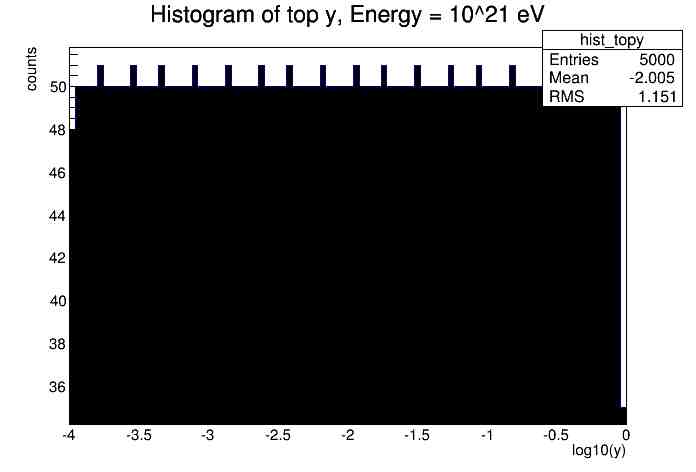 Histogram of top y, Energy = 10^21 eV
hist_topy
Entries 5000
Mean -2.005
RMS 1.151
counts
50
48
46
44
42
40
38
36
-4 -3.5 -3 -2.5 -2 -1.5 -1 -0.5 0
log10(y)